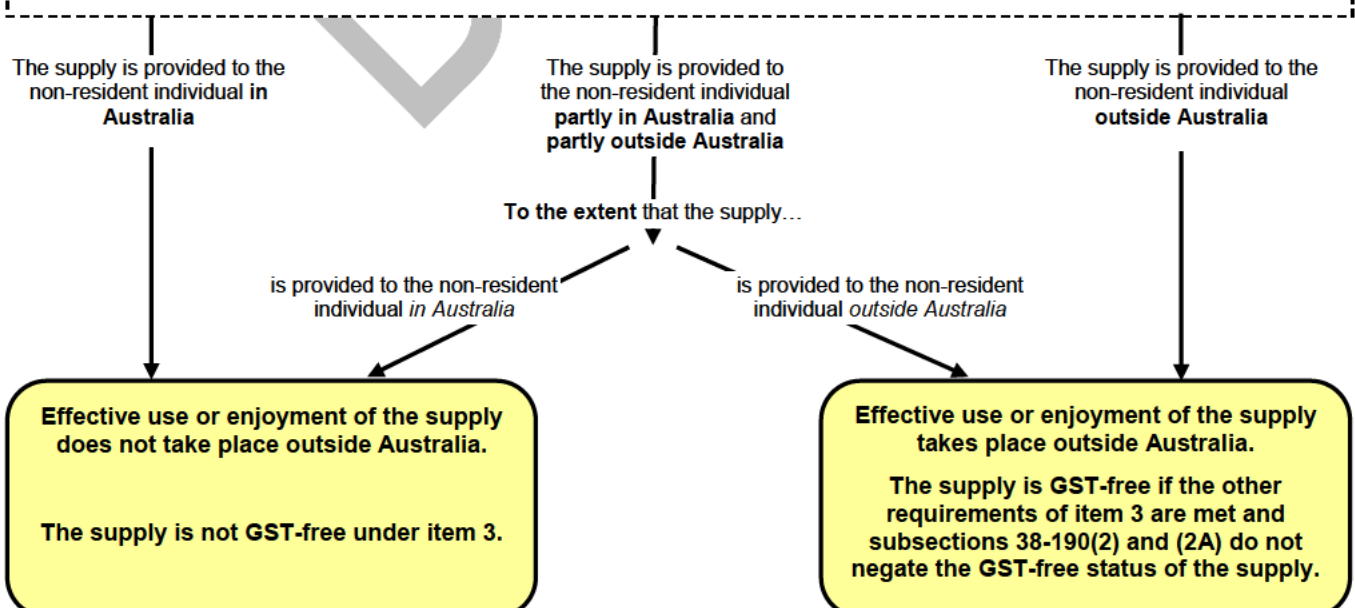 The supply is provided to the
non-resident individual in
Australia
The supply is provided to
the non-resident individual
partly in Australia and
partly outside Australia
The supply is provided to the
non-resident individual
outside Australia
To the extent that the supply…
is provided to the non-resident
individual in Australia
is provided to the non-resident
individual outside Australia
Effective use or enjoyment of the supply
does not take place outside Australia.
The supply is not GST-free under item 3.
Effective use or enjoyment of the supply
takes place outside Australia.
The supply is GST-free if the other
requirements of item 3 are met and
subsections 38-190(2) and (2A) do not
negate the GST-free status of the supply.